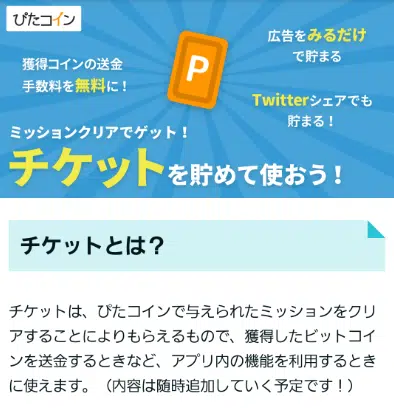 ぴたコイン
広告をみるだけ
で貯まる
獲得コインの送金
手数料を無料に！
P
Twitterシェアでも
貯まる！
ミッションクリアでゲット！
チケットを貯めて使おう！
チケットとは？
チケットは、ぴたコインで与えられたミッションをクリ
アすることによりもらえるもので、獲得したビットコイ
ンを送金するときなど、アプリ内の機能を利用するとき
に使えます。（内容は随時追加していく予定です！）